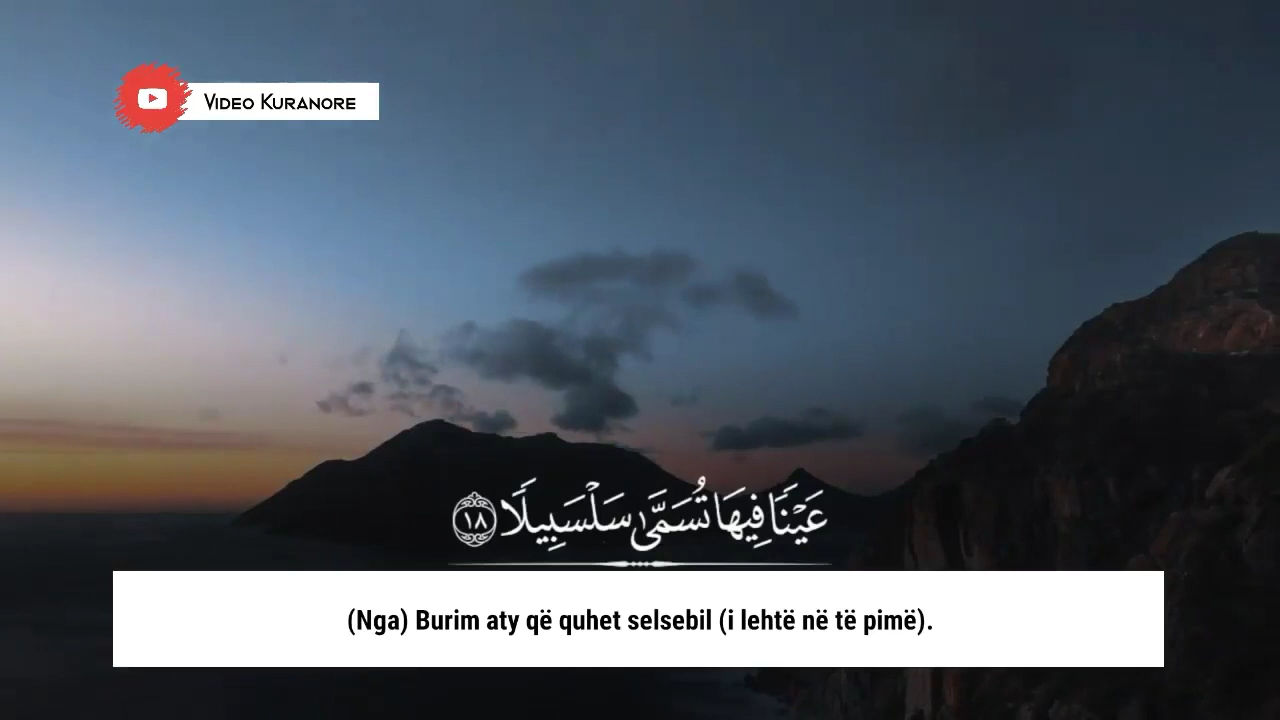 Video Kuranore
عَيْنًا فِيهَا تُسَمَّىٰ سَلْسَبِيلًا ١٨
(Nga) Burim aty që quhet selsebil (i lehtë në të pimë).